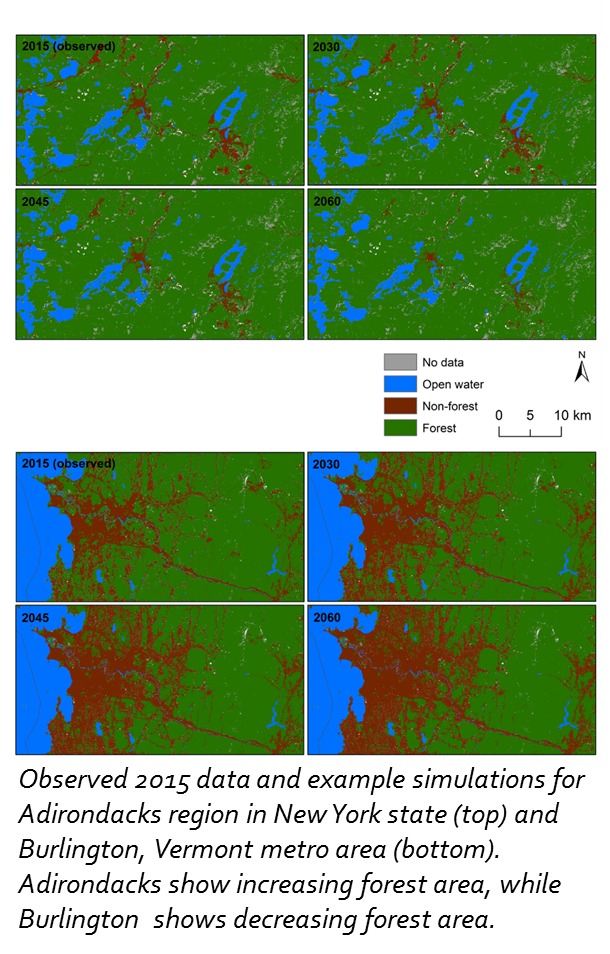 2015 (observed)
2030
2045
2060
No data
Open water
Non-forest
Forest
N
0 5 10 km
2015 (observed)
2030
2045
2060
Observed 2015 data and example simulations for
Adirondacks region in New York state (top) and
Burlington, Vermont metro area (bottom).
Adirondacks show increasing forest area, while
Burlington  shows decreasing forest area.